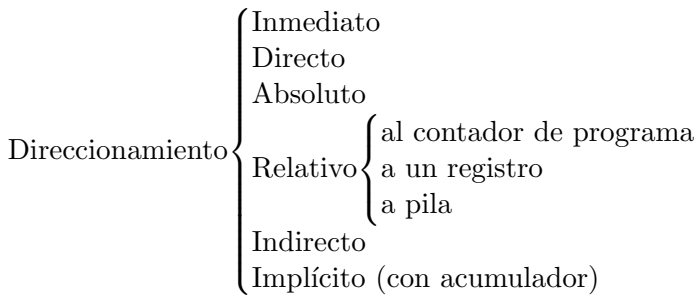 Direccionamiento
Inmediato
Directo
Absoluto
Relativo
al contador de programa
a un registro
a pila
Indirecto
Implícito (con acumulador)